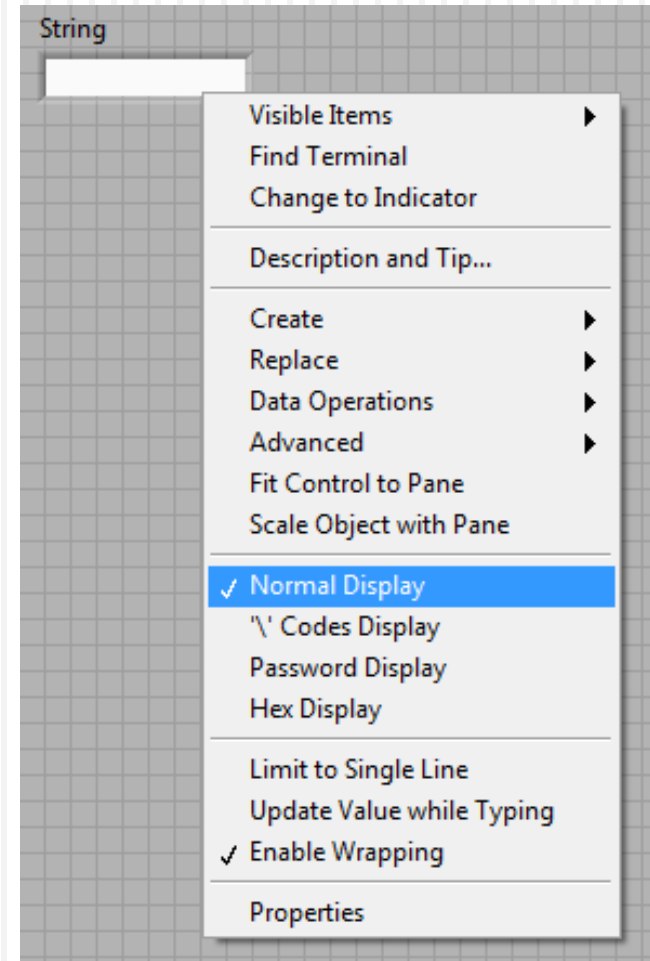 String
Visible Items
Find Terminal
Change to Indicator
Description and Tip...
Create
Replace
Data Operations
Advanced
Fit Control to Pane
Scale Object with Pane
Normal Display
'\' Codes Display
Password Display
Hex Display
Limit to Single Line
Update Value while Typing
Enable Wrapping
Properties